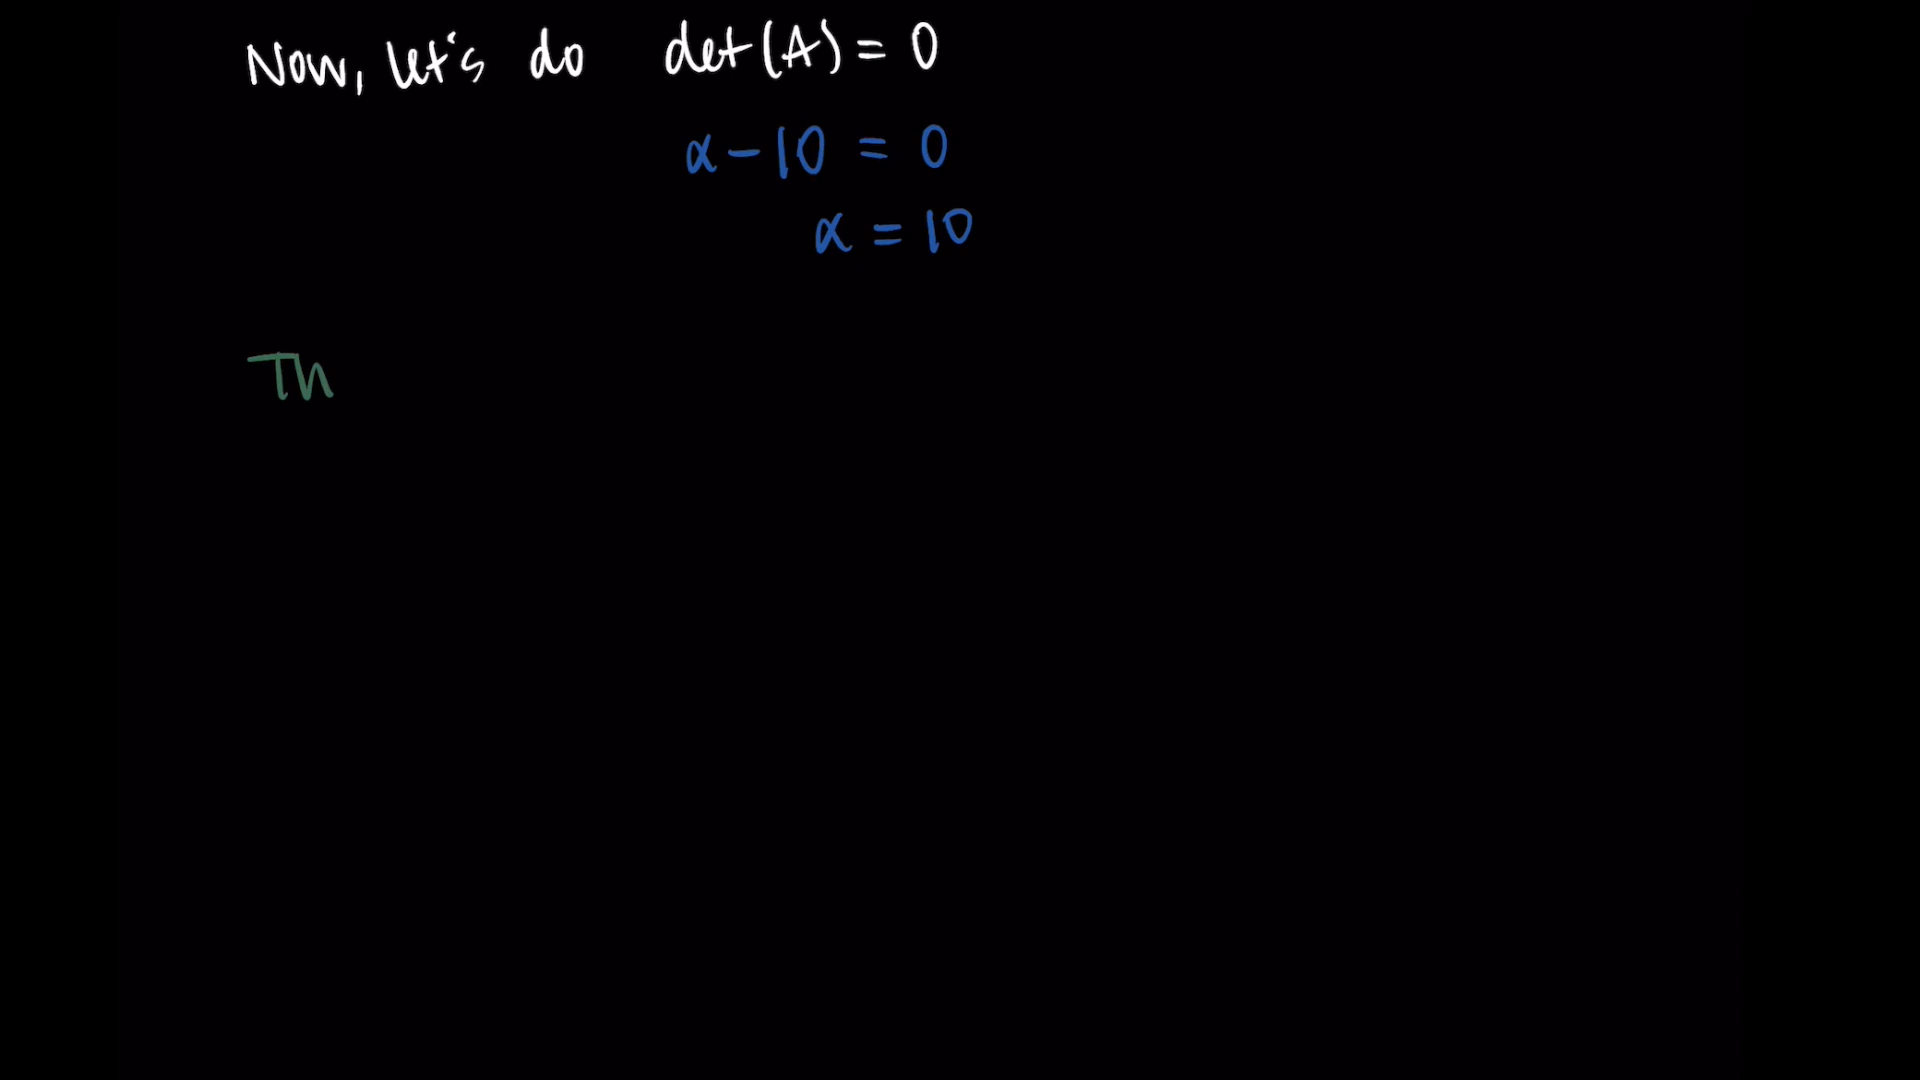 Now, let's do det(A) = 0
α - 10 = 0
α = 10
Th